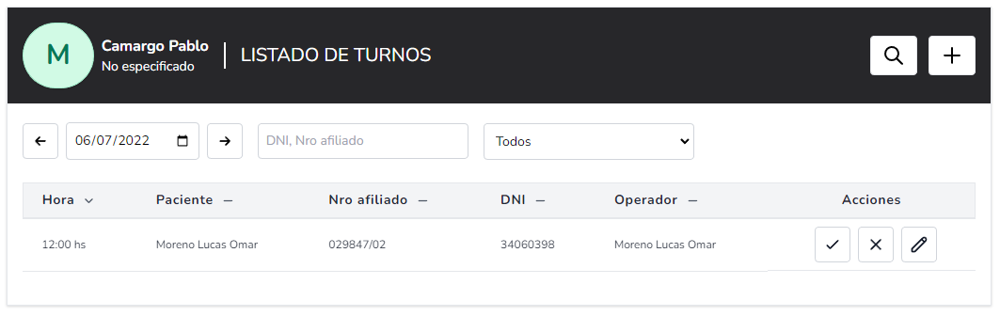 M
Camargo Pablo
No especificado
LISTADO DE TURNOS
06/07/2022
DNI, Nro afiliado
Todos
Hora Paciente Nro afiliado DNI Operador Acciones
12:00 hs Moreno Lucas Omar 029847/02 34060398 Moreno Lucas Omar